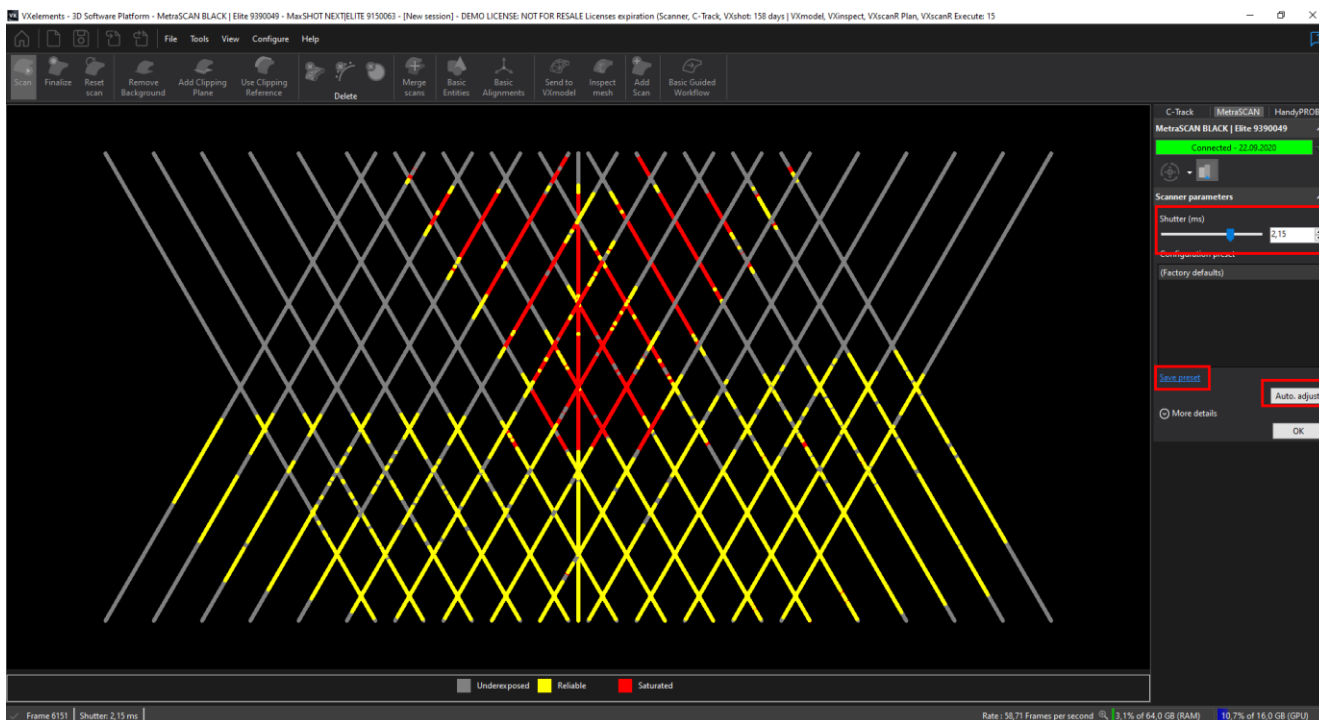 VXelements - 3D Software Platform - MetraSCAN BLACK | Elite 9390049 - MaxSHOT NEXT|ELITE 9150063 - [New session] - DEMO LICENSE: NOT FOR RESALE Licenses expiration (Scanner, C-Track, VXshot: 158 days | VXmodel, VXinspect, VXscanR Plan, VXscanR Execute: 15
File Tools View Configure Help
Scan Finalize Reset scan Remove Background Add Clipping Plane Use Clipping Reference Delete Merge scans Basic Entities Basic Alignments Send to VXmodel Inspect mesh Add Scan Basic Guided Workflow
C-Track MetraSCAN HandyPROB
MetraSCAN BLACK | Elite 9390049
Connected - 22.09.2020
Scanner parameters
Shutter (ms)
2,15
Configuration preset
(Factory defaults)
Save preset
Auto. adjust
More details
OK
Underexposed Reliable Saturated
Frame 6151 Shutter: 2,15 ms Rate : 58,71 Frames per second 3,1% of 64,0 GB (RAM) 10,7% of 16,0 GB (GPU)